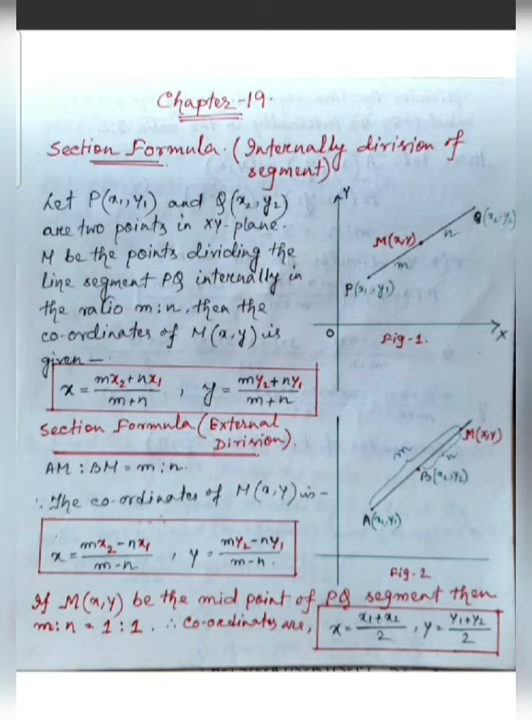 Chapter-19.
Section Formula. (Internally division of segment)
Let P(x₁,y₁) and Q(x₂,y₂)
are two points in xy-plane.
M be the points dividing the
line segment PQ internally in
the ratio m:n, then the
co-ordinates of M(x,y) is
given —
x = mx₂+nx₁ / m+n , y = my₂+ny₁ / m+n
Y
Q(x₂,y₂)
M(x,y)
n
m
P(x₁,y₁)
O
X
Fig-1.
Section Formula (External Division)
AM : BM = m:n.
∴ The co-ordinates of M(x,y) is -
x = mx₂-nx₁ / m-n , y = my₂-ny₁ / m-n.
M(x,y)
m
n
B(x₂,y₂)
A(x₁,y₁)
Fig-2
If M(x,y) be the mid point of PQ segment then
m:n = 1:1. ∴ Co-ordinates are, x = x₁+x₂ / 2 , y = y₁+y₂ / 2